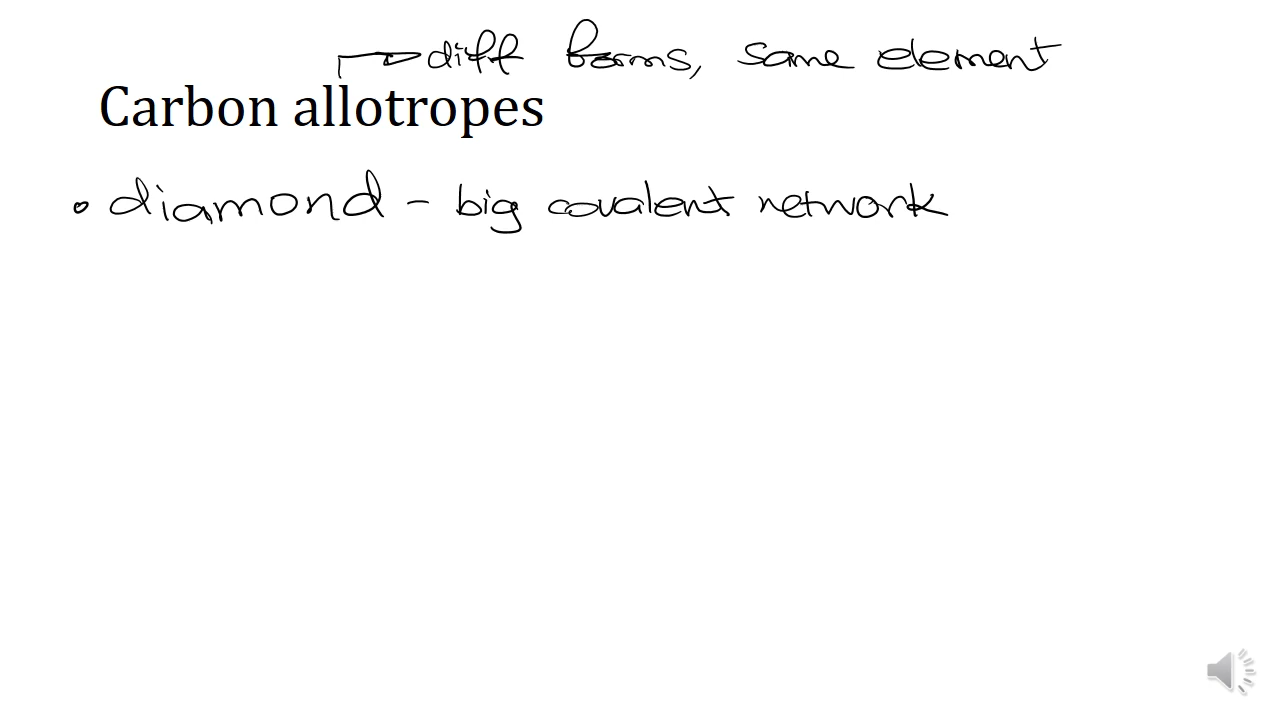 diff forms, same element
Carbon allotropes
• diamond - big covalent network